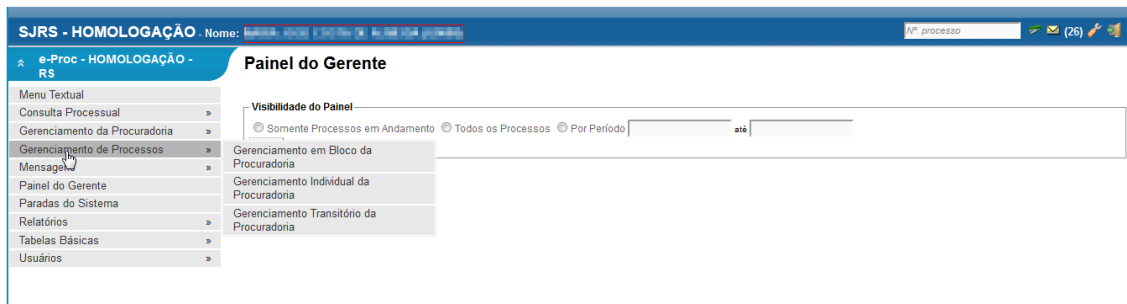 SJRS - HOMOLOGAÇÃO - Nome:
Nº. processo
(26)
e-Proc - HOMOLOGAÇÃO -
RS
Painel do Gerente
Menu Textual
Consulta Processual »
Gerenciamento da Procuradoria »
Gerenciamento de Processos »
Mensagens »
Painel do Gerente
Paradas do Sistema
Relatórios »
Tabelas Básicas »
Usuários »
Visibilidade do Painel
Somente Processos em Andamento Todos os Processos Por Período até
Gerenciamento em Bloco da
Procuradoria
Gerenciamento Individual da
Procuradoria
Gerenciamento Transitório da
Procuradoria